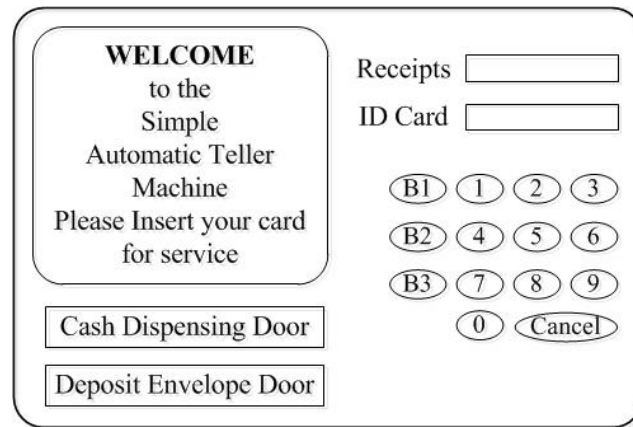 WELCOME
to the
Simple
Automatic Teller
Machine
Please Insert your card
for service
Receipts
ID Card
B1 1 2 3
B2 4 5 6
B3 7 8 9
0 Cancel
Cash Dispensing Door
Deposit Envelope Door